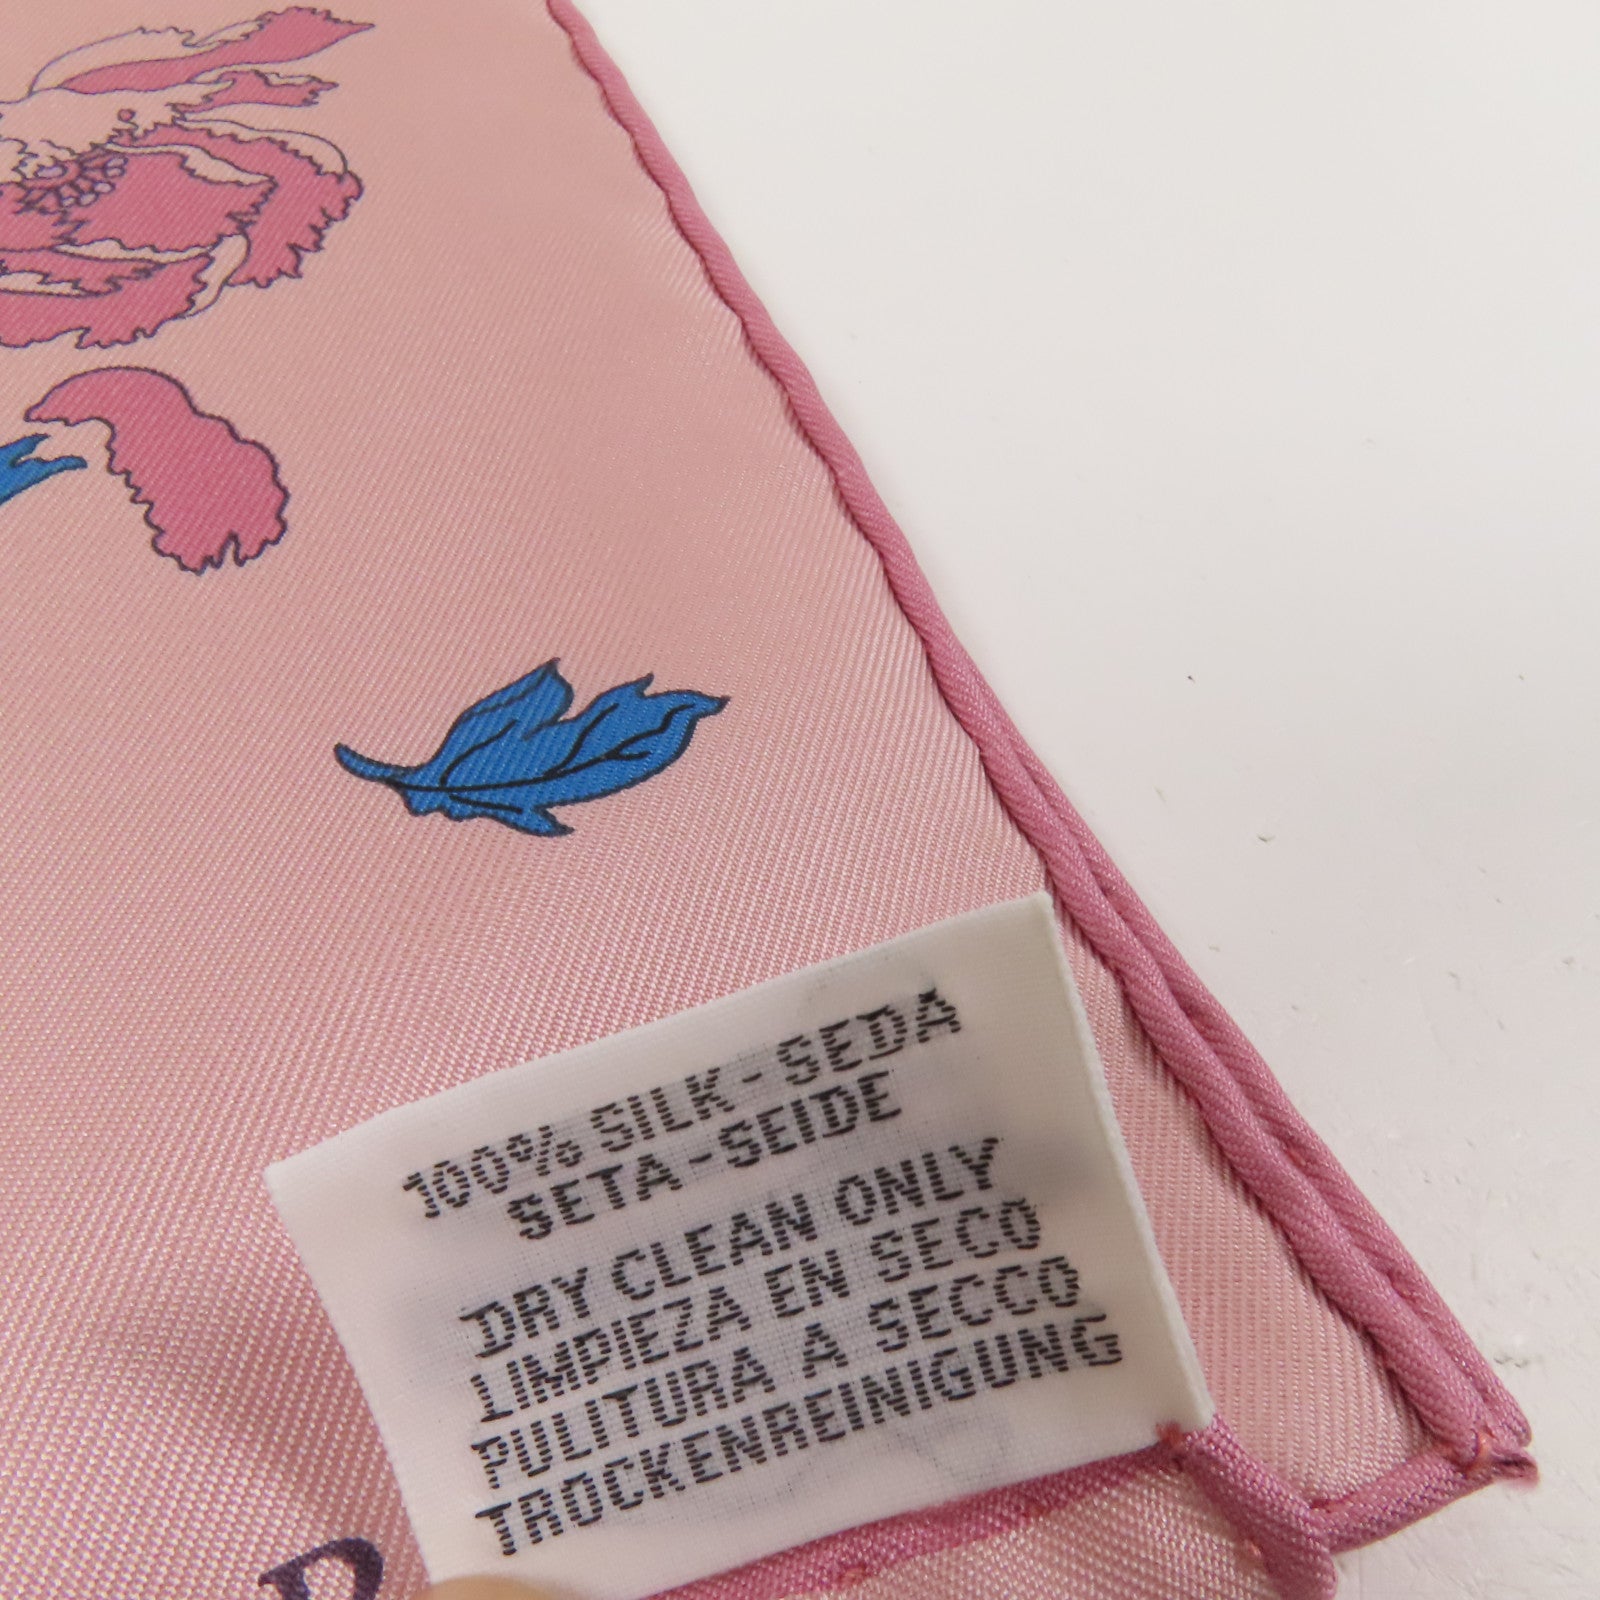 100% SILK-SEDA
SETA-SEIDE
DRY CLEAN ONLY
LIMPIEZA EN SECO
PULITURA A SECCO,
TROCKENREINIGUNG